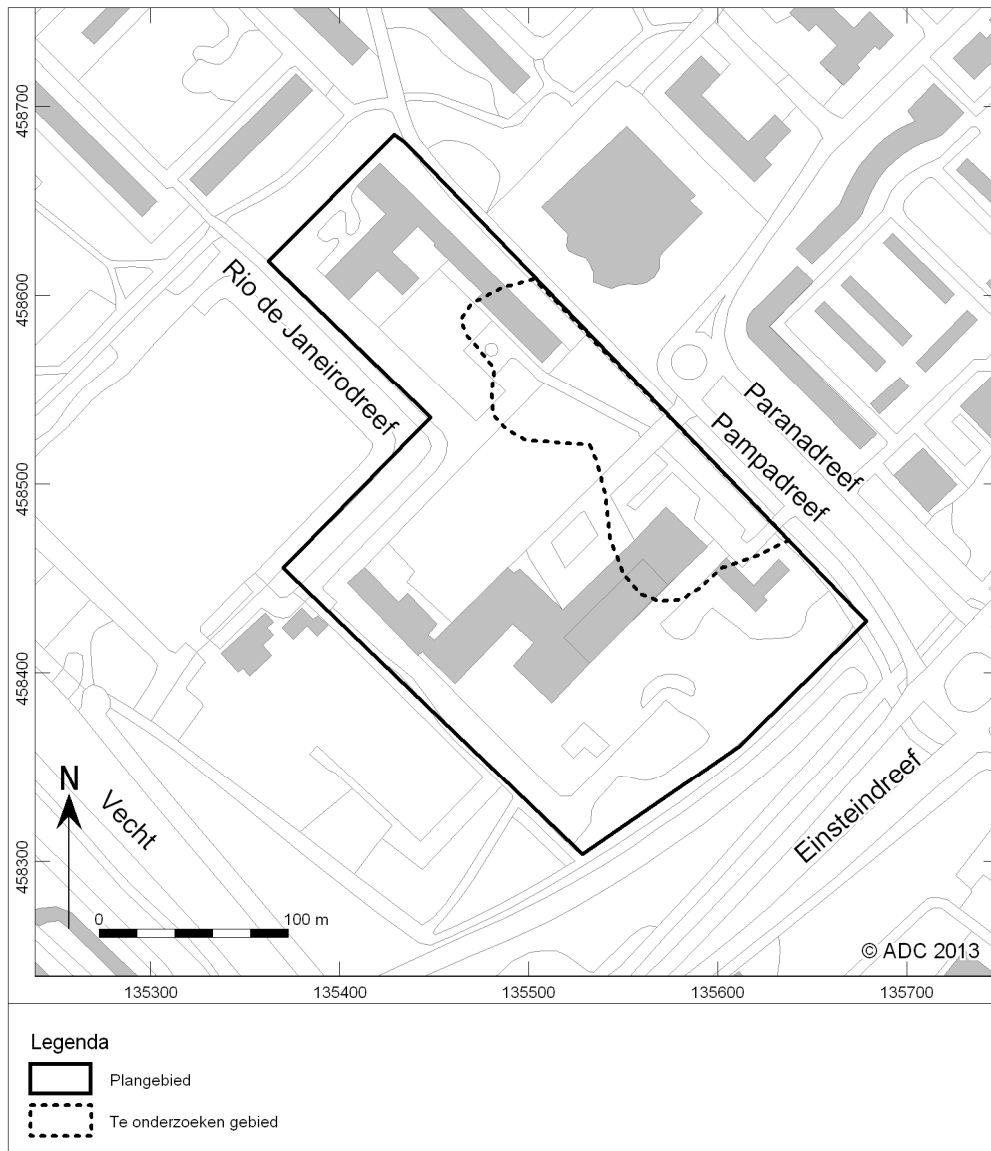 458700
458600
458500
458400
458300
Rio de Janeirodreef
Paranadreef
Pampadreef
Einsteindreef
Vecht
N
0
100 m
© ADC 2013
135300
135400
135500
135600
135700
Legenda
Plangebied
Te onderzoeken gebied